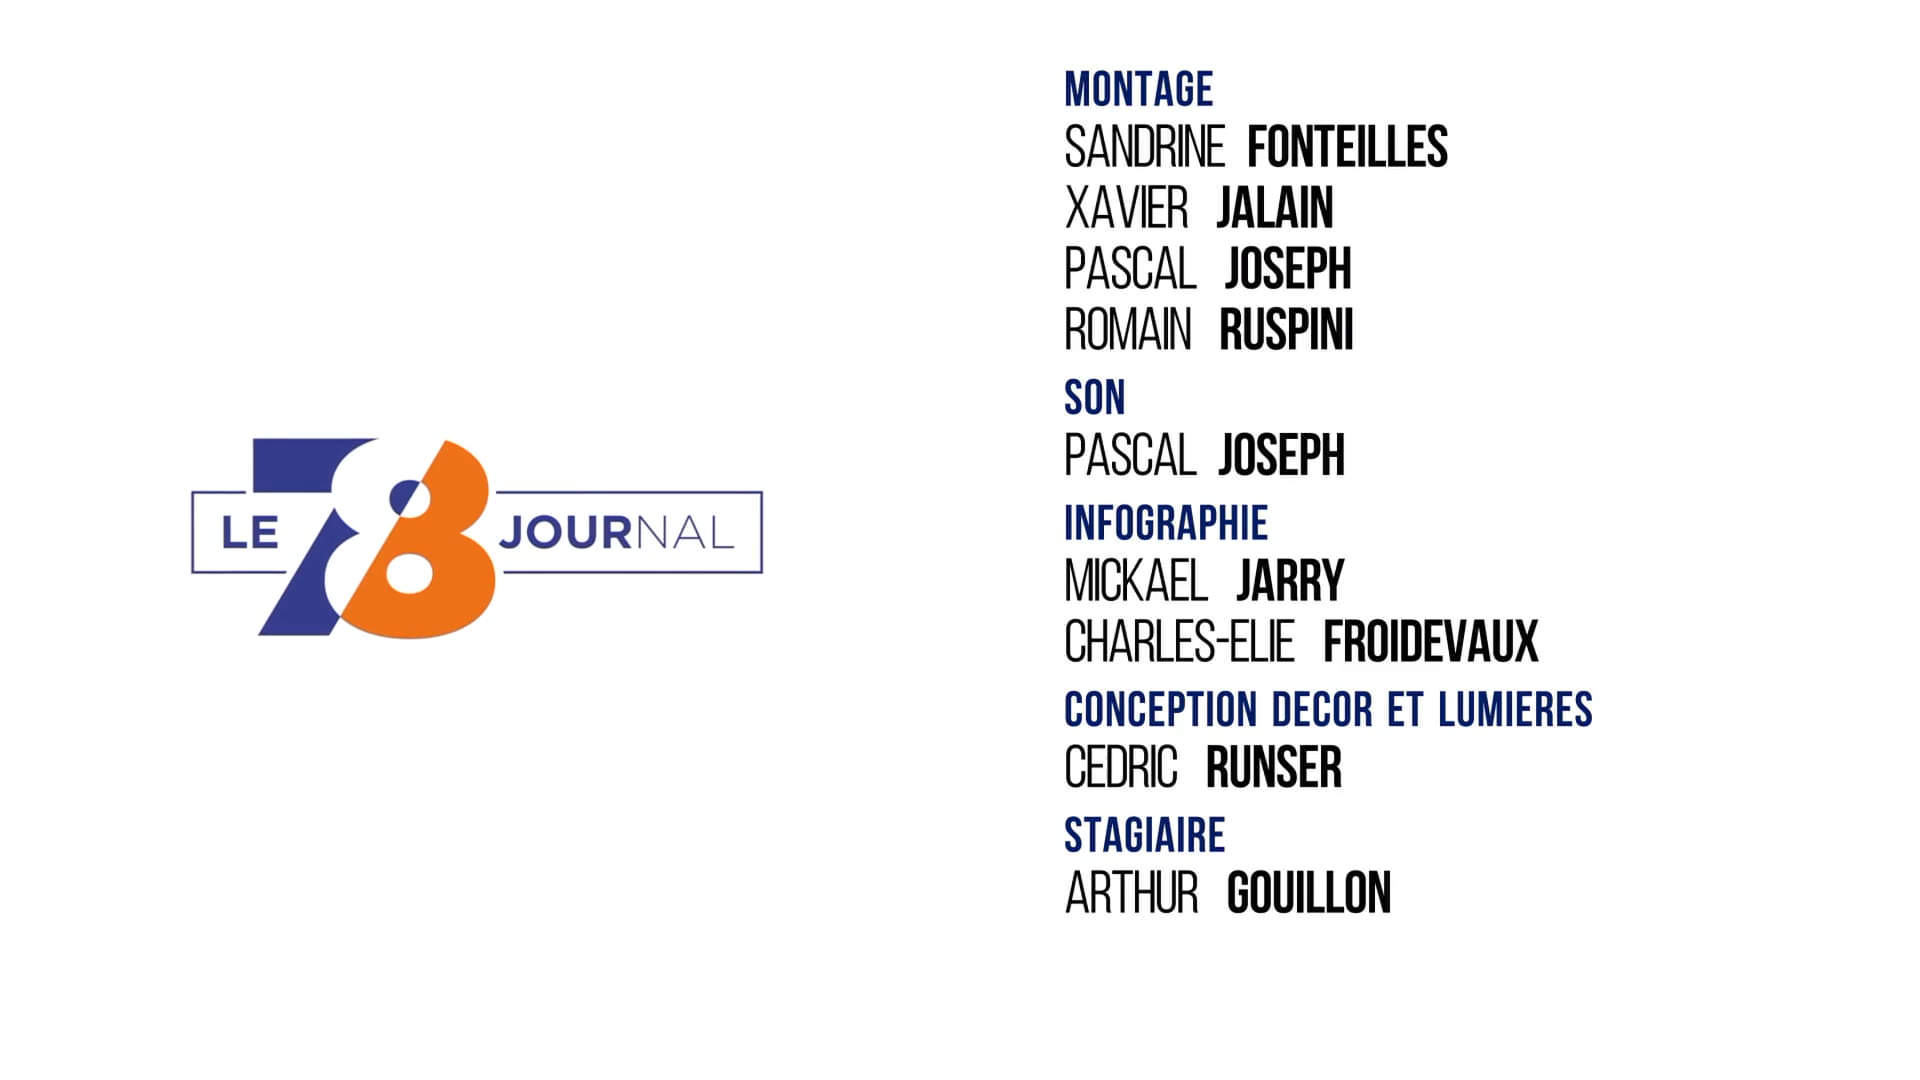 LE 78 JOURNAL
MONTAGE
SANDRINE FONTEILLES
XAVIER JALAIN
PASCAL JOSEPH
ROMAIN RUSPINI
SON
PASCAL JOSEPH
INFOGRAPHIE
MICKAEL JARRY
CHARLES-ELIE FROIDEVAUX
CONCEPTION DECOR ET LUMIERES
CEDRIC RUNSER
STAGIAIRE
ARTHUR GOUILLON